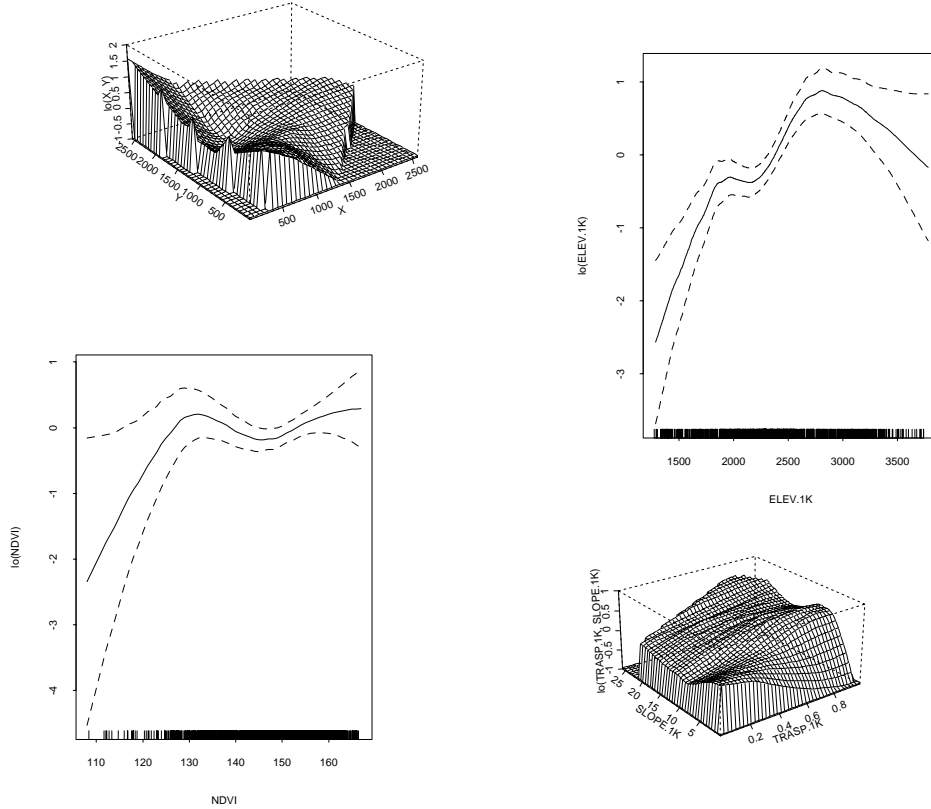 lo(X, Y)
-1 -0.5 0 0.5 1 1.5 2
2500 2000 1500 1000 500
Y
500 1000 1500 2000 2500
X
lo(ELEV.1K)
1
0
-1
-2
-3
1500 2000 2500 3000 3500
ELEV.1K
lo(NDVI)
1
0
-1
-2
-3
-4
110 120 130 140 150 160
NDVI
lo(TRASP.1K, SLOPE.1K)
-1 -0.5 0 0.5 1
25 20 15 10 5
SLOPE.1K
0.2 0.4 0.6 0.8
TRASP.1K